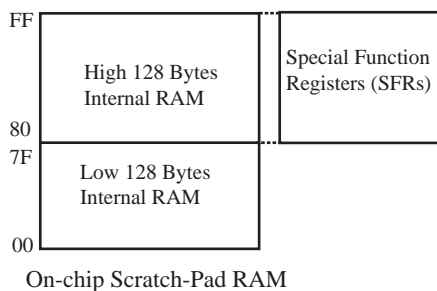 FF
High 128 Bytes
Internal RAM
Special Function
Registers (SFRs)
80
7F
Low 128 Bytes
Internal RAM
00
On-chip Scratch-Pad RAM